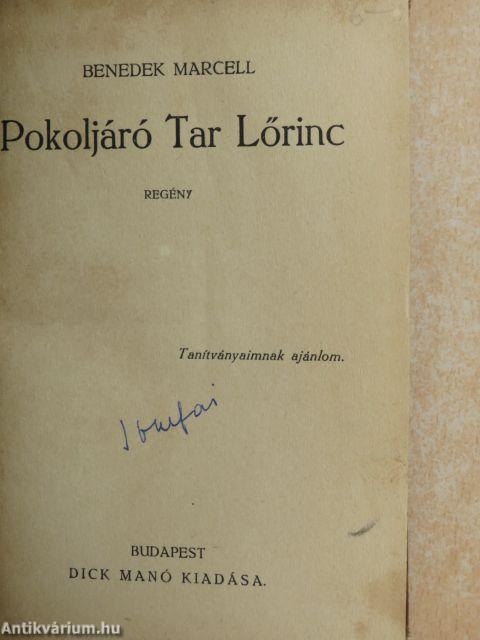 BENEDEK MARCELL
Pokoljáró Tar Lőrinc
REGÉNY
Tanítványaimnak ajánlom.
BUDAPEST
DICK MANÓ KIADÁSA.
Antikvárium.hu